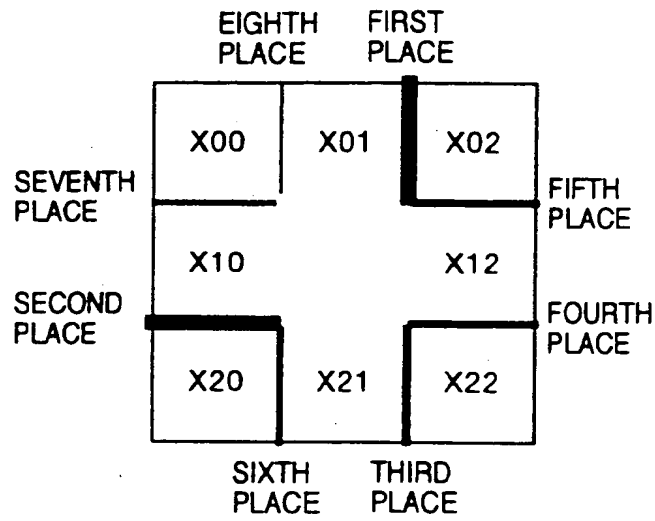 EIGHTH
PLACE
FIRST
PLACE
X00 X01 X02
SEVENTH
PLACE
FIFTH
PLACE
X10 X12
SECOND
PLACE
FOURTH
PLACE
X20 X21 X22
SIXTH
PLACE
THIRD
PLACE